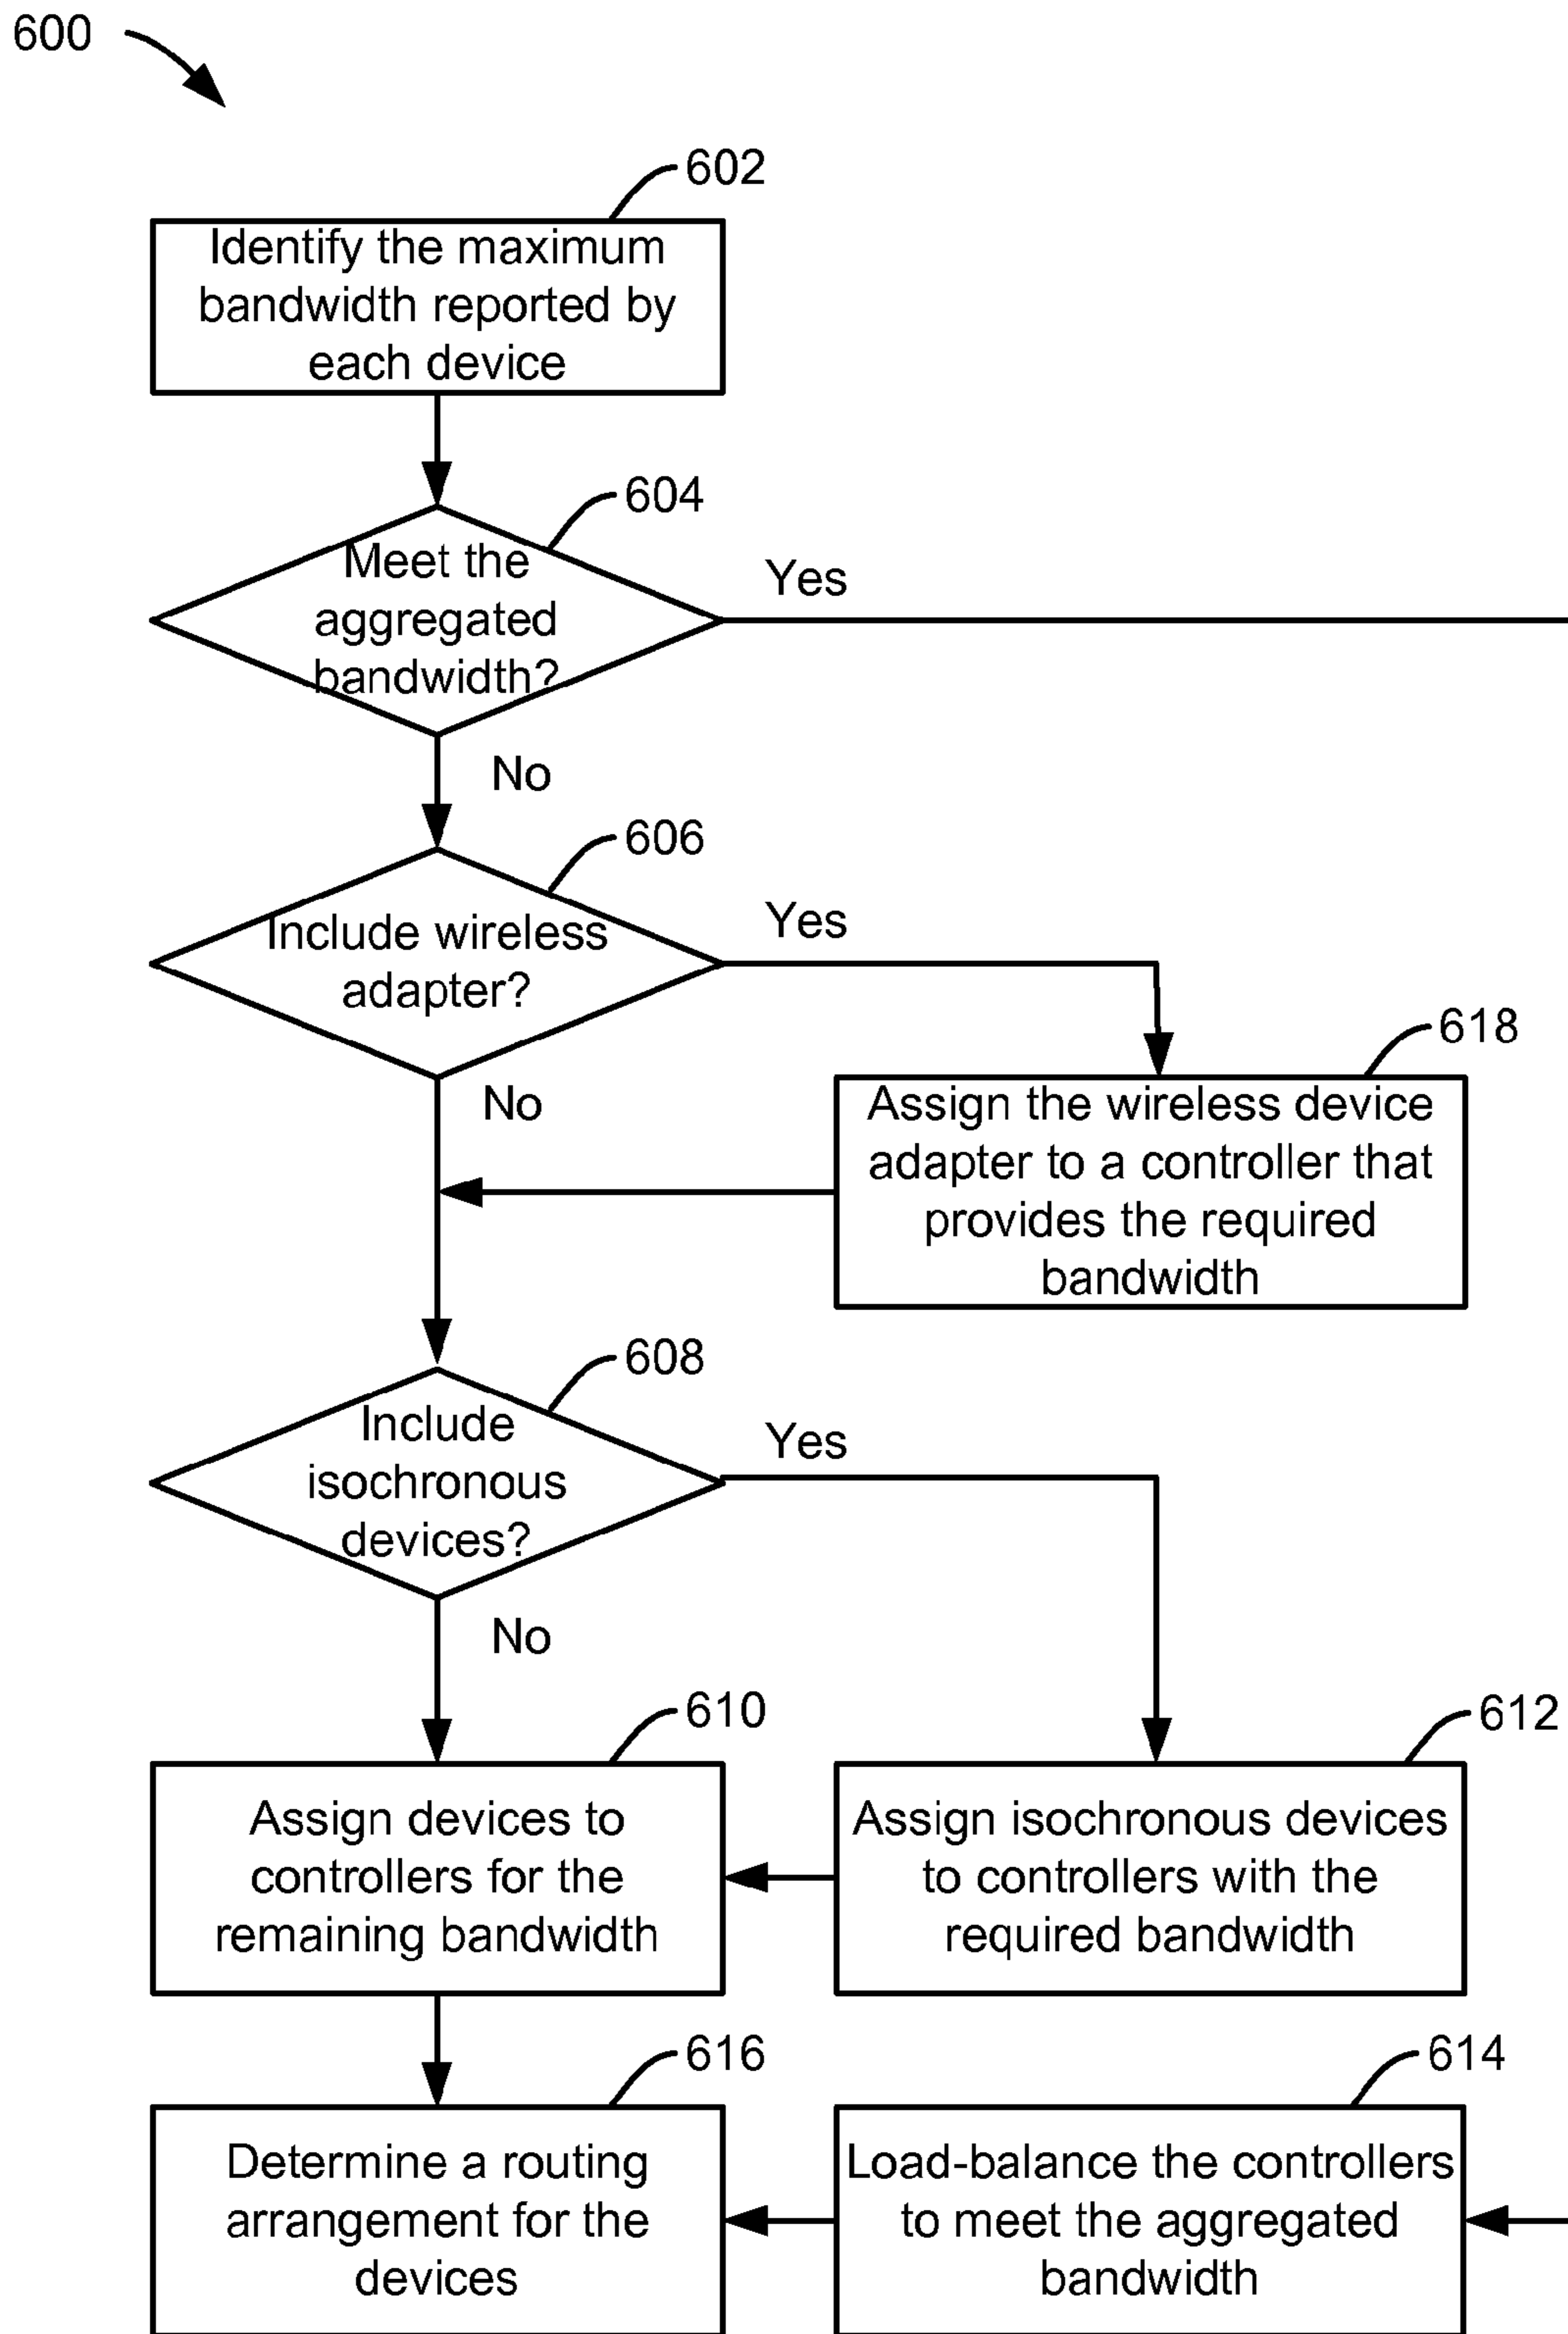 600
602
Identify the maximum
bandwidth reported by
each device
604
Meet the
aggregated
bandwidth?
Yes
No
606
Include wireless
adapter?
Yes
No
618
Assign the wireless device
adapter to a controller that
provides the required
bandwidth
608
Include
isochronous
devices?
Yes
No
610
Assign devices to
controllers for the
remaining bandwidth
612
Assign isochronous devices
to controllers with the
required bandwidth
616
Determine a routing
arrangement for the
devices
614
Load-balance the controllers
to meet the aggregated
bandwidth